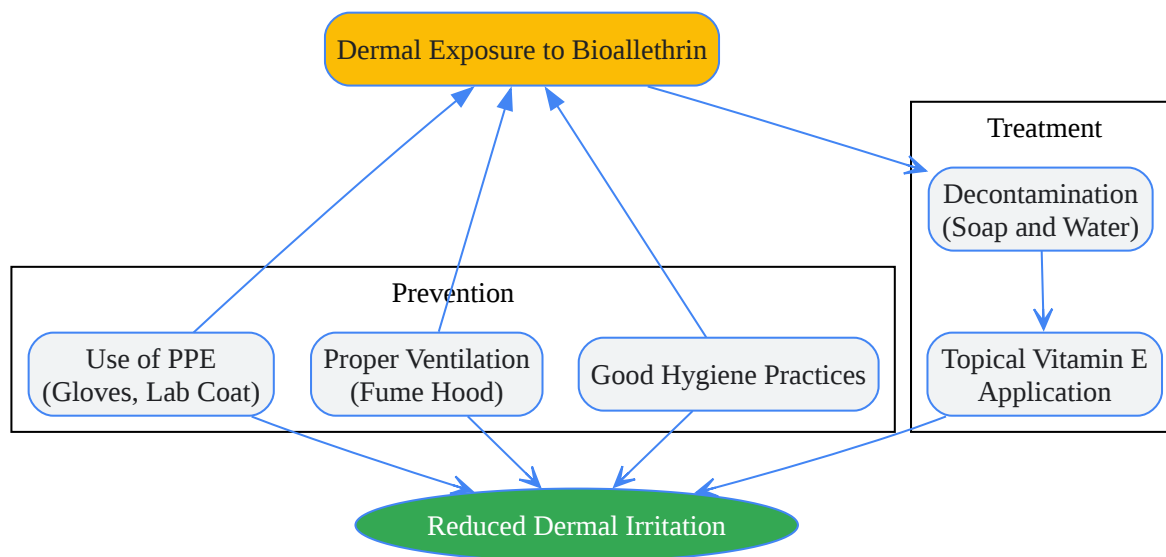 Dermal Exposure to Bioallethrin
Treatment
Decontamination
(Soap and Water)
Prevention
Use of PPE
(Gloves, Lab Coat)
Proper Ventilation
(Fume Hood)
Good Hygiene Practices
Topical Vitamin E
Application
Reduced Dermal Irritation